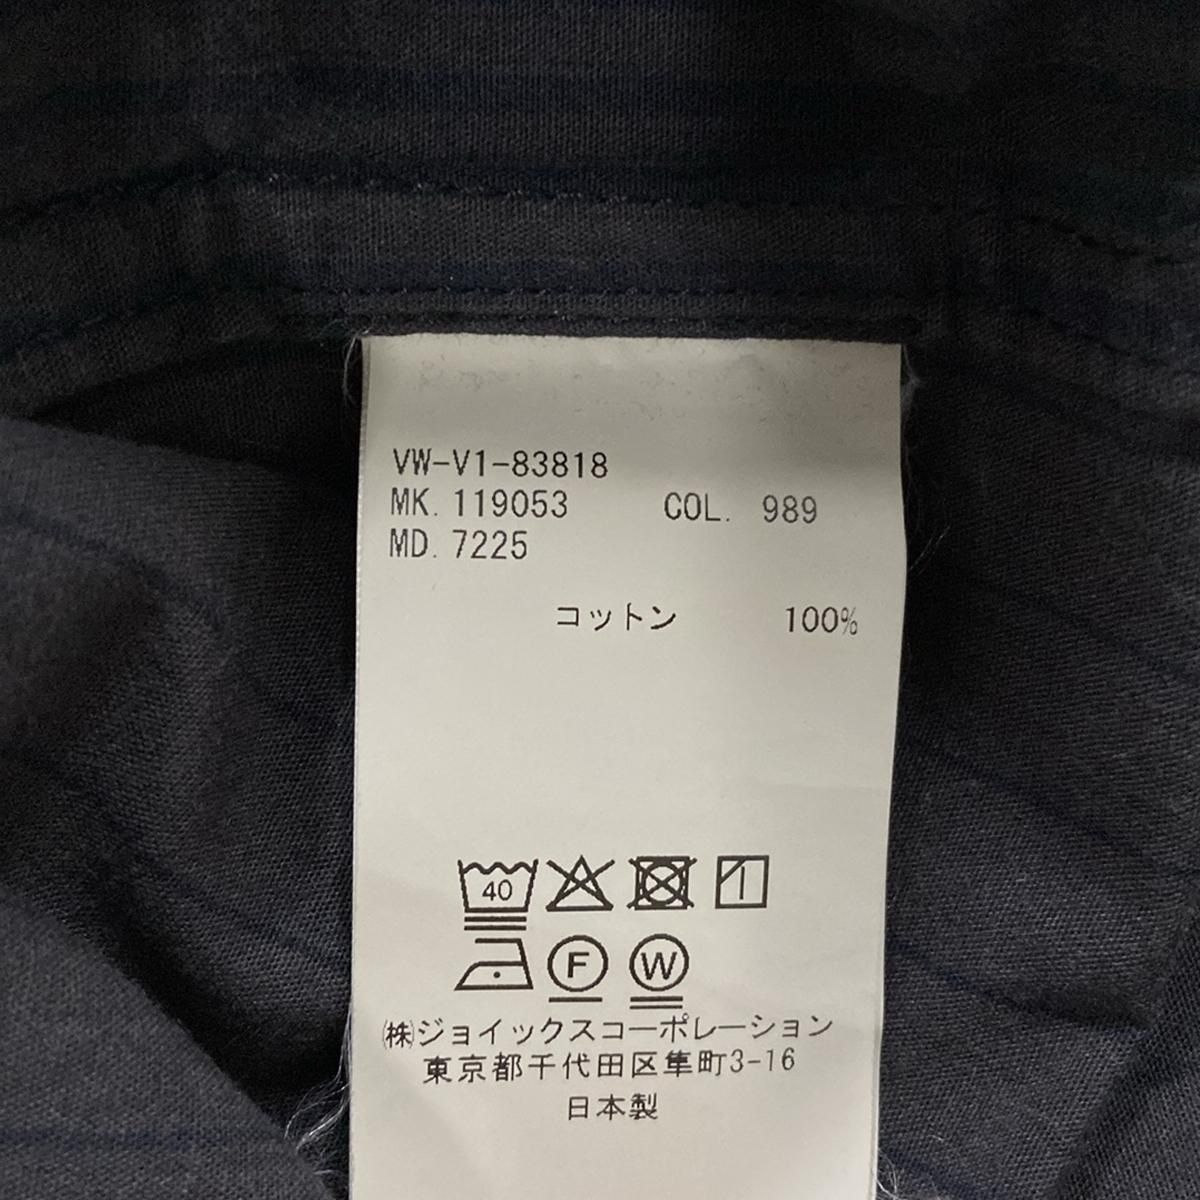 VW-V1-83818
MK. 119053 COL. 989
MD. 7225
コットン 100%
40
F W
㈱ジョイックスコーポレーション
東京都千代田区隼町3-16
日本製